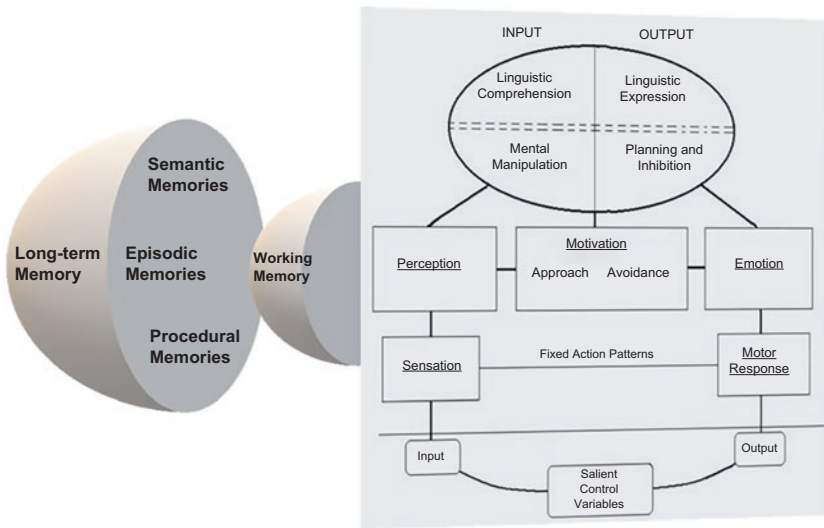 Long-term
Memory
Semantic
Memories
Episodic
Memories
Procedural
Memories
Working
Memory
INPUT
OUTPUT
Linguistic
Comprehension
Linguistic
Expression
Mental
Manipulation
Planning and
Inhibition
Perception
Motivation
Approach Avoidance
Emotion
Sensation
Fixed Action Patterns
Motor
Response
Input
Output
Salient
Control
Variables